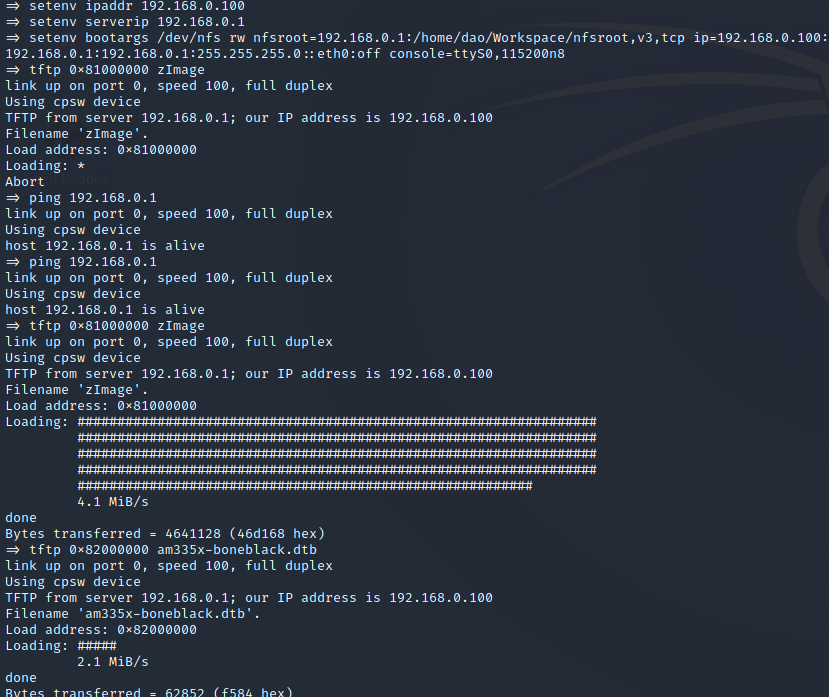 => setenv ipaddr 192.168.0.100
=> setenv serverip 192.168.0.1
=> setenv bootargs /dev/nfs rw nfsroot=192.168.0.1:/home/dao/Workspace/nfsroot,v3,tcp ip=192.168.0.100:
192.168.0.1:192.168.0.1:255.255.255.0::eth0:off console=ttyS0,115200n8
=> tftp 0×81000000 zImage
link up on port 0, speed 100, full duplex
Using cpsw device
TFTP from server 192.168.0.1; our IP address is 192.168.0.100
Filename 'zImage'.
Load address: 0×81000000
Loading: *
Abort
=> ping 192.168.0.1
link up on port 0, speed 100, full duplex
Using cpsw device
host 192.168.0.1 is alive
=> ping 192.168.0.1
link up on port 0, speed 100, full duplex
Using cpsw device
host 192.168.0.1 is alive
=> tftp 0×81000000 zImage
link up on port 0, speed 100, full duplex
Using cpsw device
TFTP from server 192.168.0.1; our IP address is 192.168.0.100
Filename 'zImage'.
Load address: 0×81000000
Loading: #################################################################
#################################################################
#################################################################
#################################################################
#########################################################
4.1 MiB/s
done
Bytes transferred = 4641128 (46d168 hex)
=> tftp 0×82000000 am335x-boneblack.dtb
link up on port 0, speed 100, full duplex
Using cpsw device
TFTP from server 192.168.0.1; our IP address is 192.168.0.100
Filename 'am335x-boneblack.dtb'.
Load address: 0×82000000
Loading: #####
2.1 MiB/s
done
Bytes transferred = 62852 (f584 hex)